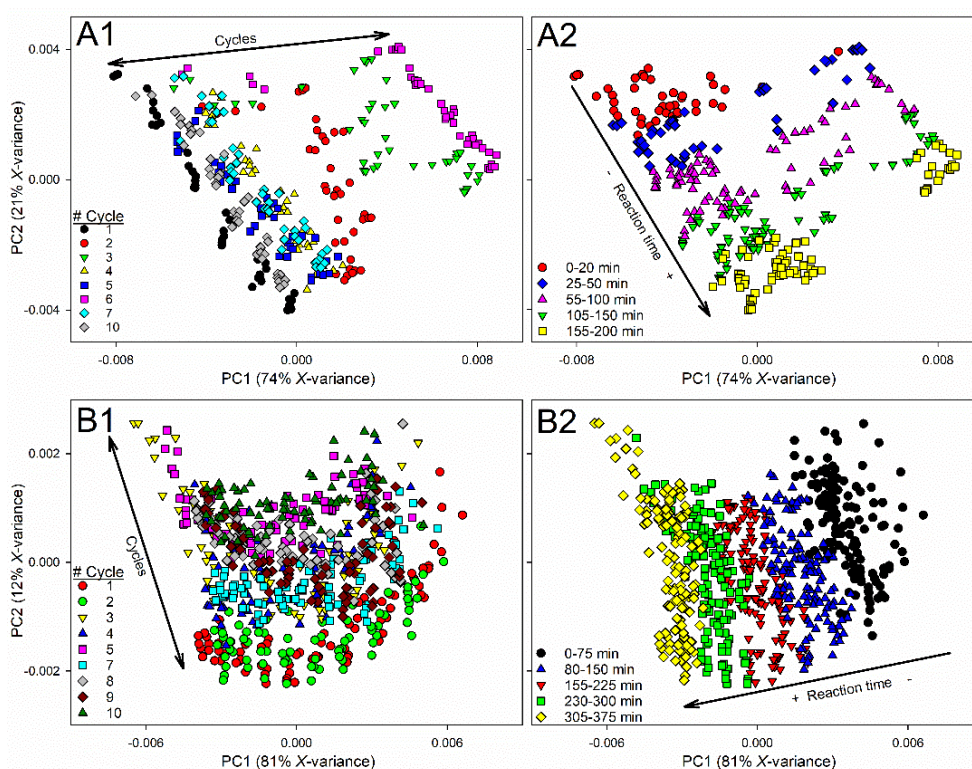 A1
Cycles
0.004
0.000
-0.004
PC2 (21% X-variance)
# Cycle
1
2
3
4
5
6
7
10
-0.008
0.000
0.008
PC1 (74% X-variance)
A2
- Reaction time +
0-20 min
25-50 min
55-100 min
105-150 min
155-200 min
-0.008
0.000
0.008
PC1 (74% X-variance)
B1
Cycles
0.002
0.000
-0.002
PC2 (12% X-variance)
# Cycle
1
2
3
4
5
7
8
9
10
-0.006
0.000
0.006
PC1 (81% X-variance)
B2
0-75 min
80-150 min
155-225 min
230-300 min
305-375 min
+ Reaction time -
-0.006
0.000
0.006
PC1 (81% X-variance)